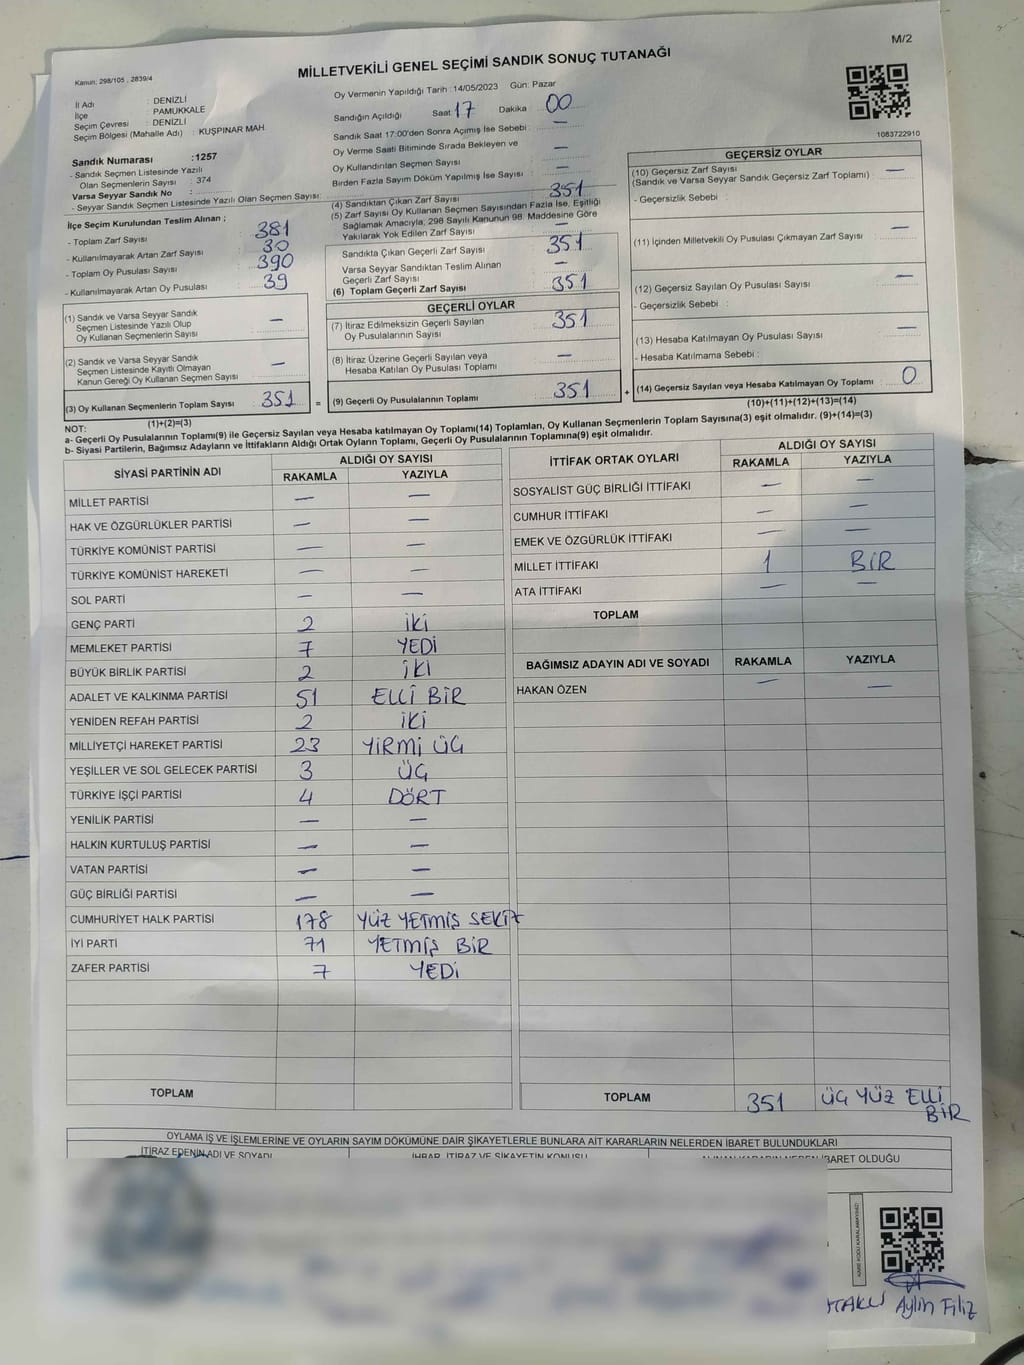 M/2
Kanun: 298/105 , 2839/4
MİLLETVEKİLİ GENEL SEÇİMİ SANDIK SONUÇ TUTANAĞI
İl Adı : DENİZLİ
İlçe : PAMUKKALE
Seçim Çevresi : DENİZLİ
Seçim Bölgesi (Mahalle Adı) : KUŞPINAR MAH.
Oy Vermenin Yapıldığı Tarih :14/05/2023 Gün: Pazar
Sandığın Açıldığı Saat 17 Dakika 00
Sandık Saat 17:00'den Sonra Açımış İse Sebebi : —
Oy Verme Saati Bitiminde Sırada Bekleyen ve
Oy Kullandırılan Seçmen Sayısı : —
Birden Fazla Sayım Döküm Yapılmış İse Sayısı : —
1083722910
Sandık Numarası :1257
- Sandık Seçmen Listesinde Yazılı
Olan Seçmenlerin Sayısı : 374
Varsa Seyyar Sandık No :
- Seyyar Sandık Seçmen Listesinde Yazılı Olan Seçmen Sayısı:
İlçe Seçim Kurulundan Teslim Alınan ;
- Toplam Zarf Sayısı : 381
- Kullanılmayarak Artan Zarf Sayısı : 30
- Toplam Oy Pusulası Sayısı : 390
- Kullanılmayarak Artan Oy Pusulası : 39
(1) Sandık ve Varsa Seyyar Sandık
Seçmen Listesinde Yazılı Olup
Oy Kullanan Seçmenlerin Sayısı : —
(2) Sandık ve Varsa Seyyar Sandık
Seçmen Listesinde Kayıtlı Olmayan
Kanun Gereği Oy Kullanan Seçmen Sayısı : —
(3) Oy Kullanan Seçmenlerin Toplam Sayısı : 351 =
(1)+(2)=(3)
(4) Sandıktan Çıkan Zarf Sayısı : 351
(5) Zarf Sayısı Oy Kullanan Seçmen Sayısından Fazla İse, Eşitliği
Sağlamak Amacıyla, 298 Sayılı Kanunun 98. Maddesine Göre
Yakılarak Yok Edilen Zarf Sayısı : —
Sandıkta Çıkan Geçerli Zarf Sayısı : 351
Varsa Seyyar Sandıktan Teslim Alınan
Geçerli Zarf Sayısı : —
(6) Toplam Geçerli Zarf Sayısı : 351
GEÇERLİ OYLAR
(7) İtiraz Edilmeksizin Geçerli Sayılan
Oy Pusulalarının Sayısı : 351
(8) İtiraz Üzerine Geçerli Sayılan veya
Hesaba Katılan Oy Pusulası Toplamı : —
(9) Geçerli Oy Pusulalarının Toplamı : 351 +
GEÇERSİZ OYLAR
(10) Geçersiz Zarf Sayısı
(Sandık ve Varsa Seyyar Sandık Geçersiz Zarf Toplamı) : —
- Geçersizlik Sebebi :
(11) İçinden Milletvekili Oy Pusulası Çıkmayan Zarf Sayısı : —
(12) Geçersiz Sayılan Oy Pusulası Sayısı : —
- Geçersizlik Sebebi :
(13) Hesaba Katılmayan Oy Pusulası Sayısı : —
- Hesaba Katılmama Sebebi :
(14) Geçersiz Sayılan veya Hesaba Katılmayan Oy Toplamı : 0
(10)+(11)+(12)+(13)=(14)
NOT:
a- Geçerli Oy Pusulalarının Toplamı(9) ile Geçersiz Sayılan veya Hesaba Katılmayan Oy Toplamı(14) Toplamları, Oy Kullanan Seçmenlerin Toplam Sayısına(3) eşit olmalıdır. (9)+(14)=(3)
b- Siyasi Partilerin, Bağımsız Adayların ve İttifakların Aldığı Ortak Oyların Toplamı, Geçerli Oy Pusulalarının Toplamına(9) eşit olmalıdır.
SİYASİ PARTİNİN ADI ALDIĞI OY SAYISI
RAKAMLA YAZIYLA
MİLLET PARTİSİ — —
HAK VE ÖZGÜRLÜKLER PARTİSİ — —
TÜRKİYE KOMÜNİST PARTİSİ — —
TÜRKİYE KOMÜNİST HAREKETİ — —
SOL PARTİ — —
GENÇ PARTİ 2 İKİ
MEMLEKET PARTİSİ 7 YEDİ
BÜYÜK BİRLİK PARTİSİ 2 İKİ
ADALET VE KALKINMA PARTİSİ 51 ELLİ BİR
YENİDEN REFAH PARTİSİ 2 İKİ
MİLLİYETÇİ HAREKET PARTİSİ 23 YİRMİ ÜÇ
YEŞİLLER VE SOL GELECEK PARTİSİ 3 ÜÇ
TÜRKİYE İŞÇİ PARTİSİ 4 DÖRT
YENİLİK PARTİSİ — —
HALKIN KURTULUŞ PARTİSİ — —
VATAN PARTİSİ — —
GÜÇ BİRLİĞİ PARTİSİ — —
CUMHURİYET HALK PARTİSİ 178 YÜZ YETMİŞ SEKİZ
İYİ PARTİ 71 YETMİŞ BİR
ZAFER PARTİSİ 7 YEDİ
TOPLAM
İTTİFAK ORTAK OYLARI ALDIĞI OY SAYISI
RAKAMLA YAZIYLA
SOSYALİST GÜÇ BİRLİĞİ İTTİFAKI — —
CUMHUR İTTİFAKI — —
EMEK VE ÖZGÜRLÜK İTTİFAKI — —
MİLLET İTTİFAKI 1 BİR
ATA İTTİFAKI — —
TOPLAM
BAĞIMSIZ ADAYIN ADI VE SOYADI RAKAMLA YAZIYLA
HAKAN ÖZEN — —
TOPLAM 351 ÜÇ YÜZ ELLİ
BİR
OYLAMA İŞ VE İŞLEMLERİNE VE OYLARIN SAYIM DÖKÜMÜNE DAİR ŞİKAYETLERLE BUNLARA AİT KARARLARIN NELERDEN İBARET BULUNDUKLARI
İTİRAZ EDENİN ADI VE SOYADI İHBAR, İTİRAZ VE ŞİKAYETİN KONUSU İBARET OLDUĞU
KARE KODU KARALAMAYINIZ!
Aylin Filiz